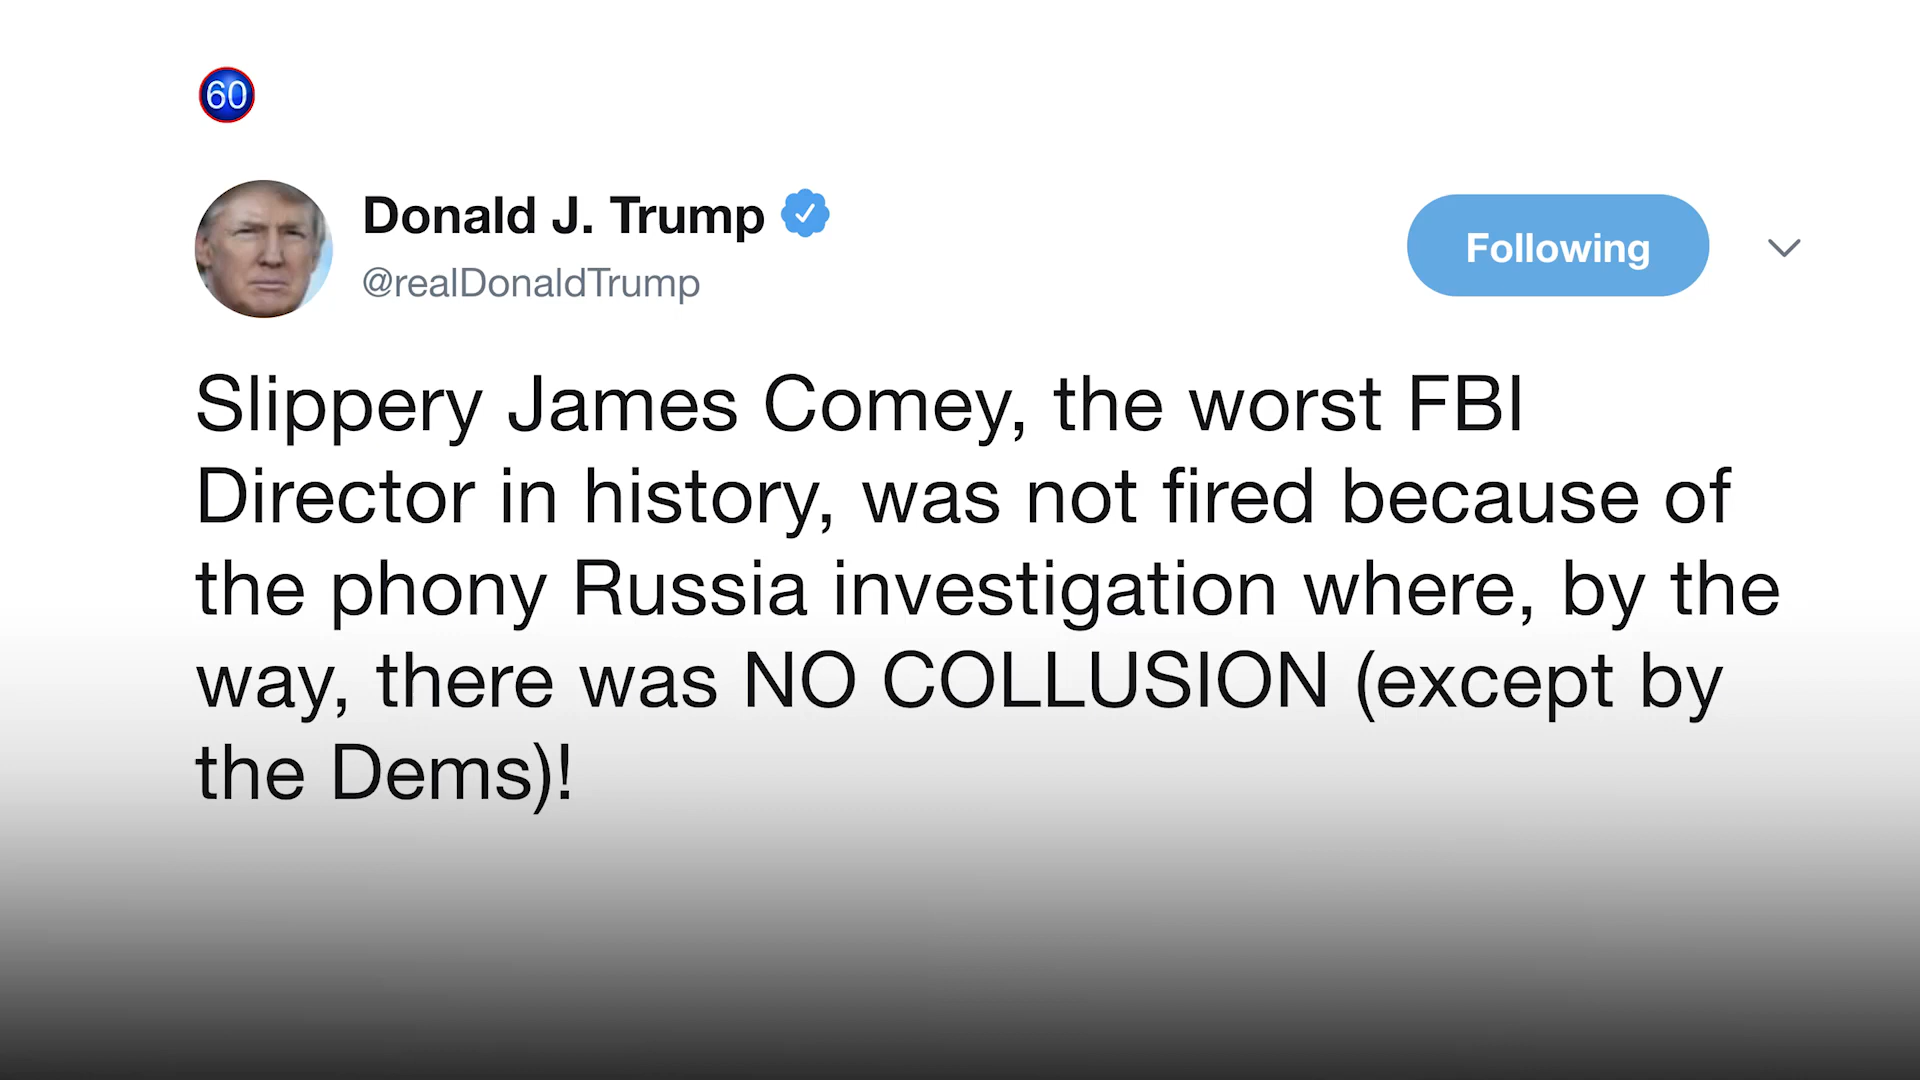 60
Donald J. Trump
@realDonaldTrump
Following
Slippery James Comey, the worst FBI
Director in history, was not fired because of
the phony Russia investigation where, by the
way, there was NO COLLUSION (except by
the Dems)!